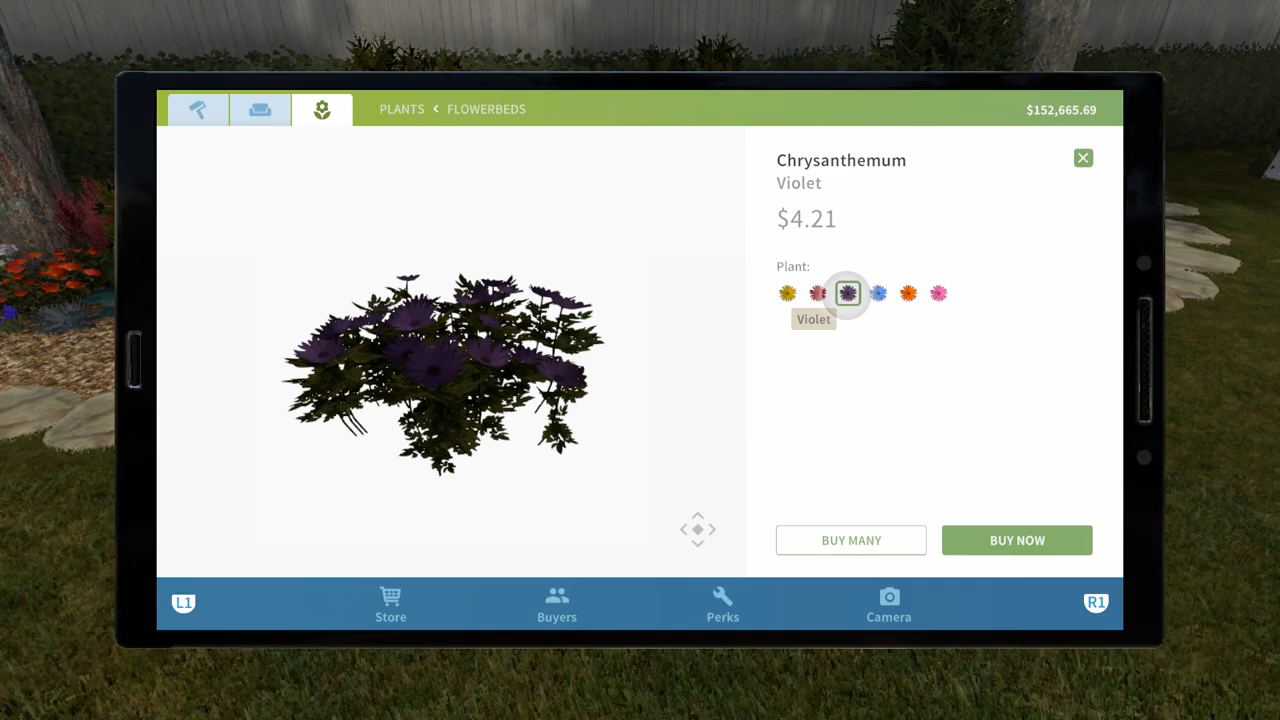 PLANTS < FLOWERBEDS
$152,665.69
Chrysanthemum
Violet
$4.21
Plant:
Violet
BUY MANY
BUY NOW
L1
Store
Buyers
Perks
Camera
R1